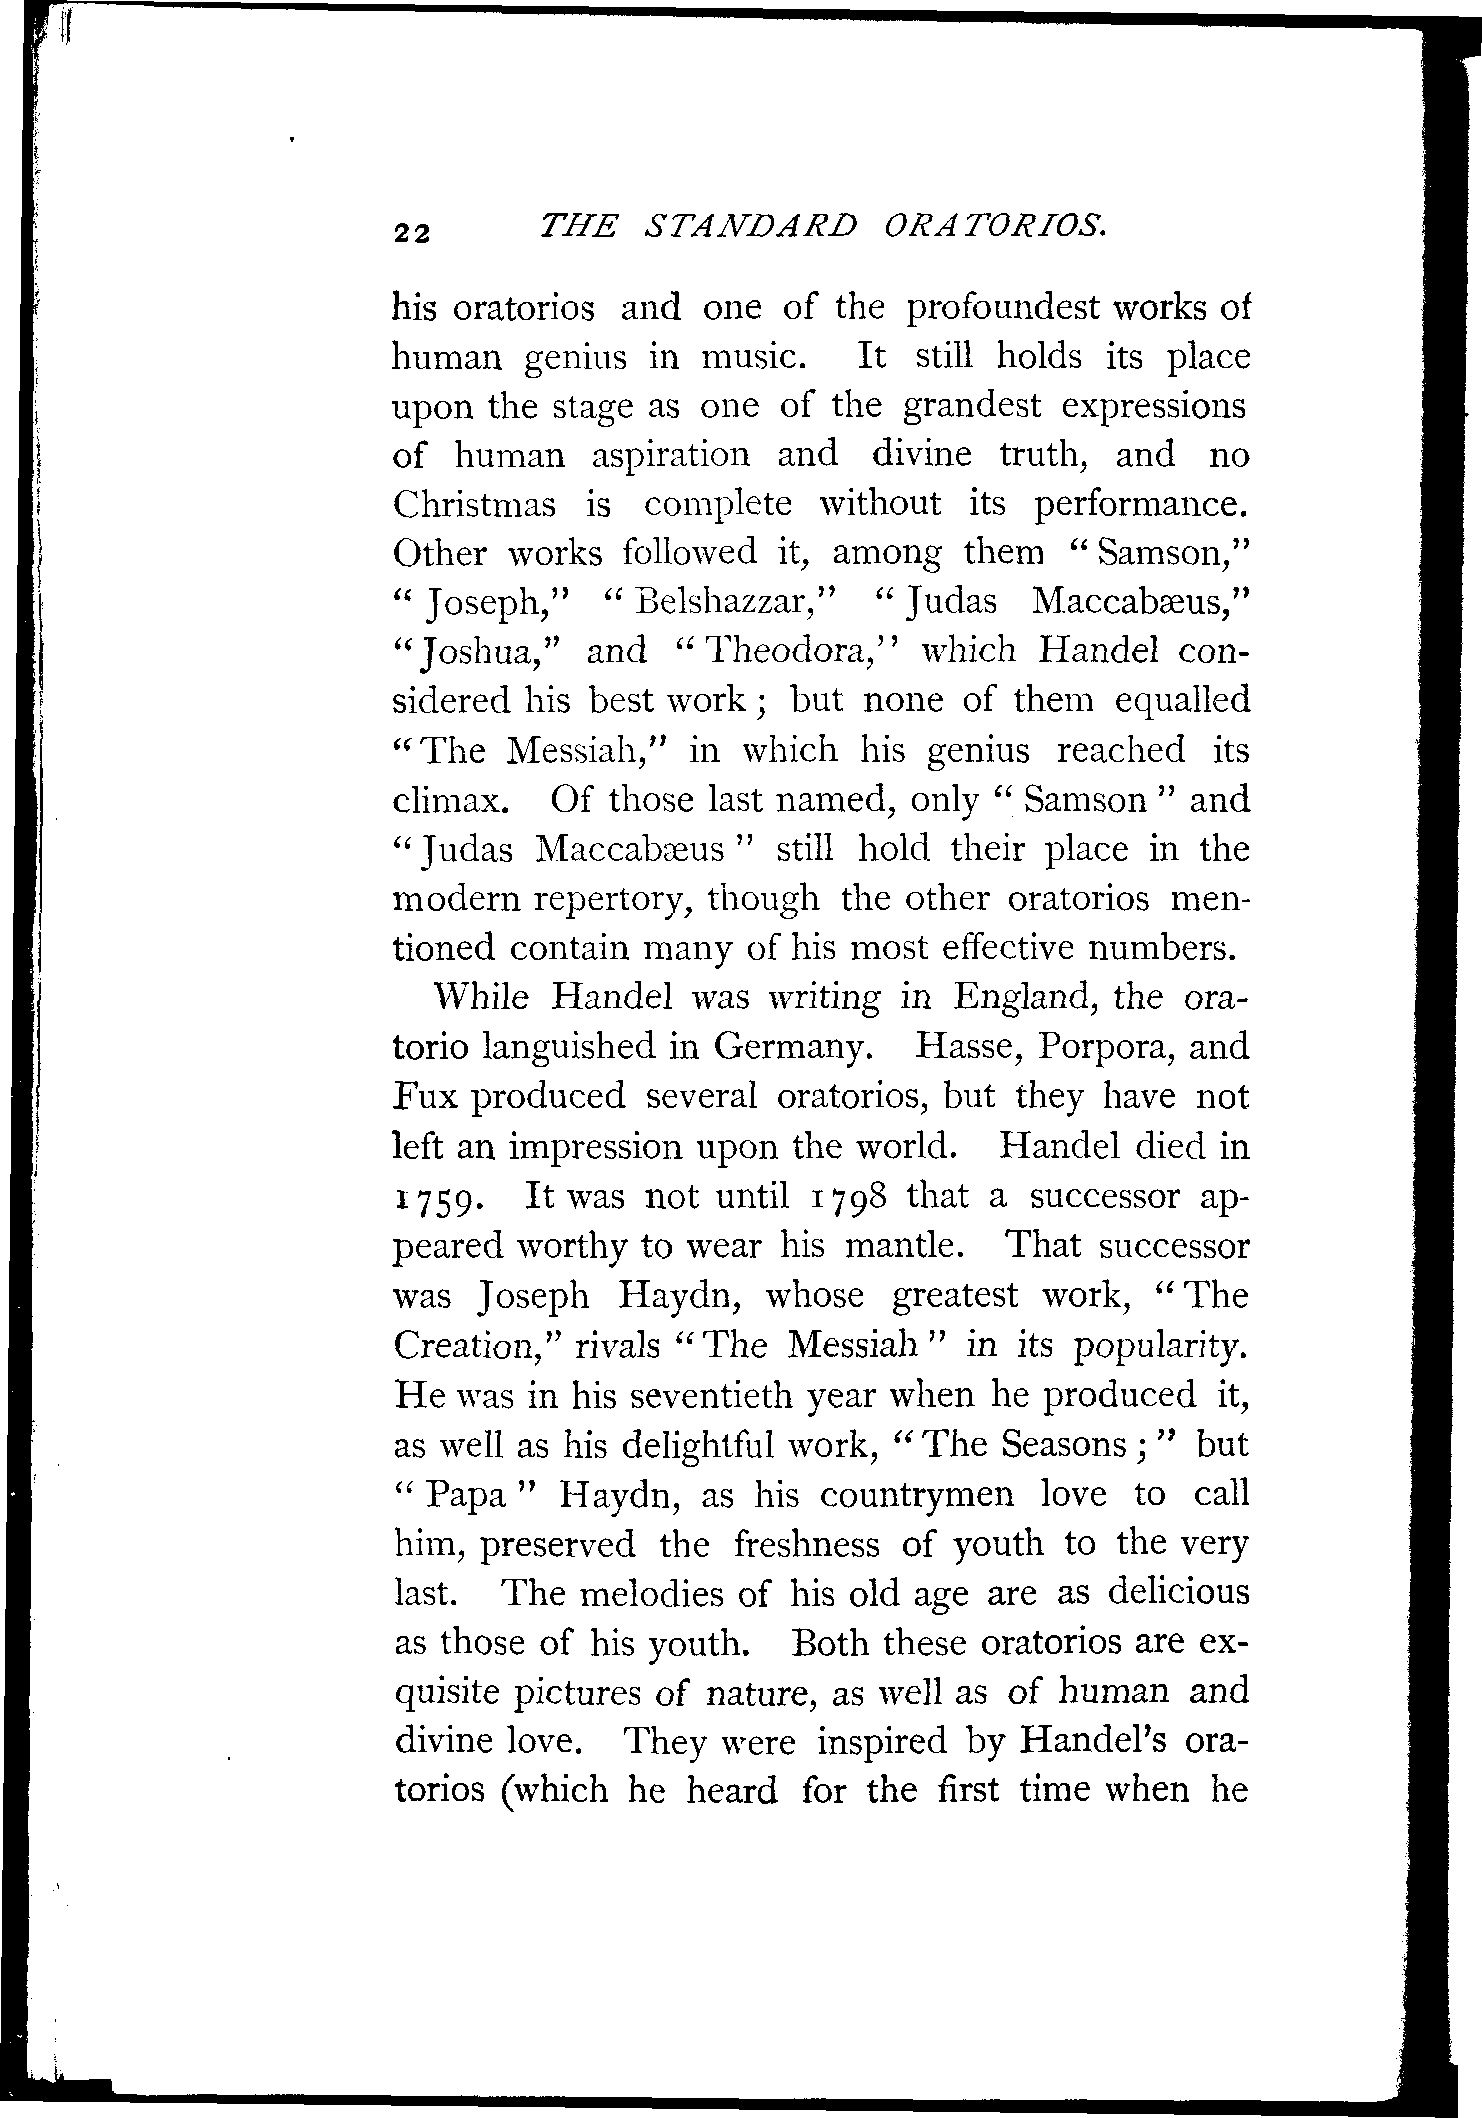 22 THE STANDARD ORATORIOS.
his oratorios and one of the profoundest works of
human genius in music. It still holds its place
upon the stage as one of the grandest expressions
of human aspiration and divine truth, and no
Christmas is complete without its performance.
Other works followed it, among them “Samson,”
“Joseph,” “Belshazzar,” “Judas Maccabæus,”
“Joshua,” and “Theodora,” which Handel con-
sidered his best work; but none of them equalled
“The Messiah,” in which his genius reached its
climax. Of those last named, only “Samson” and
“Judas Maccabæus” still hold their place in the
modern repertory, though the other oratorios men-
tioned contain many of his most effective numbers.
While Handel was writing in England, the ora-
torio languished in Germany. Hasse, Porpora, and
Fux produced several oratorios, but they have not
left an impression upon the world. Handel died in
1759. It was not until 1798 that a successor ap-
peared worthy to wear his mantle. That successor
was Joseph Haydn, whose greatest work, “The
Creation,” rivals “The Messiah” in its popularity.
He was in his seventieth year when he produced it,
as well as his delightful work, “The Seasons;” but
“Papa” Haydn, as his countrymen love to call
him, preserved the freshness of youth to the very
last. The melodies of his old age are as delicious
as those of his youth. Both these oratorios are ex-
quisite pictures of nature, as well as of human and
divine love. They were inspired by Handel's ora-
torios (which he heard for the first time when he